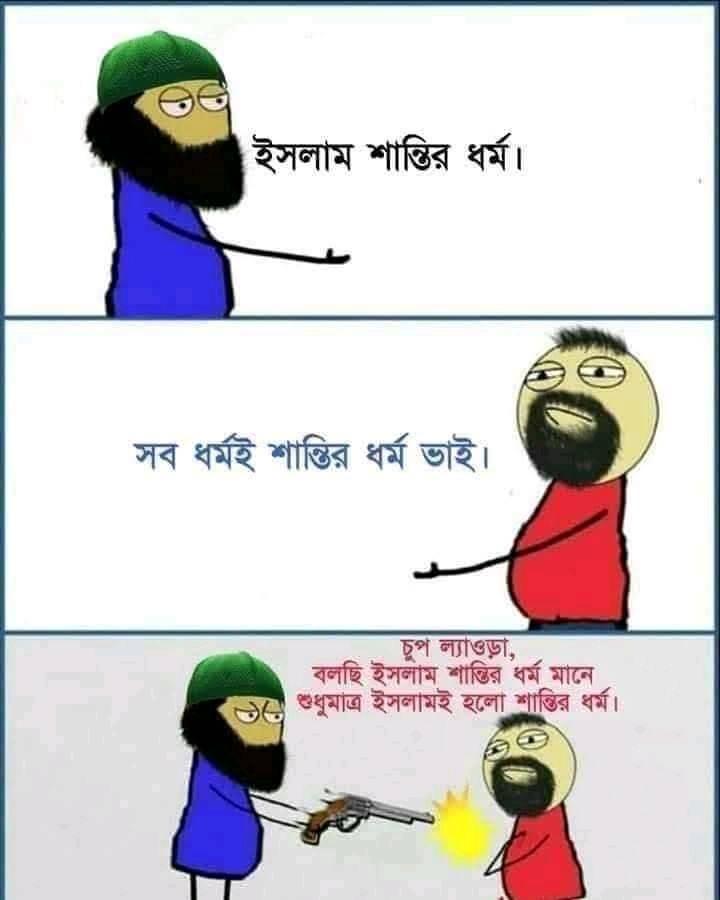 ইসলাম শান্তির ধর্ম।
সব ধর্মই শান্তির ধর্ম ভাই।
চুপ ল্যাওড়া,
বলছি ইসলাম শান্তির ধর্ম মানে
শুধুমাত্র ইসলামই হলো শান্তির ধর্ম।